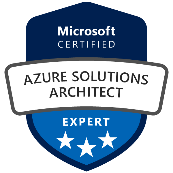 Microsoft
CERTIFIED
AZURE SOLUTIONS
ARCHITECT
EXPERT